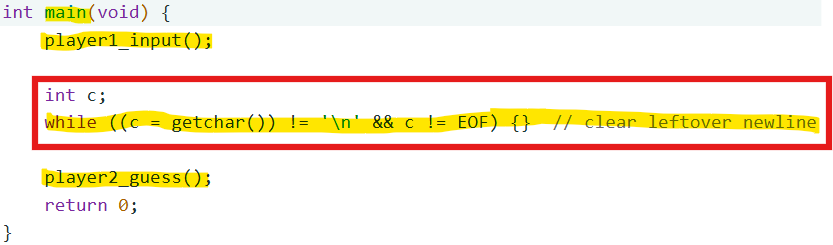 int main(void) {
player1_input();
int c;
while ((c = getchar()) != '\n' && c != EOF) {}  // clear leftover newline
player2_guess();
return 0;
}